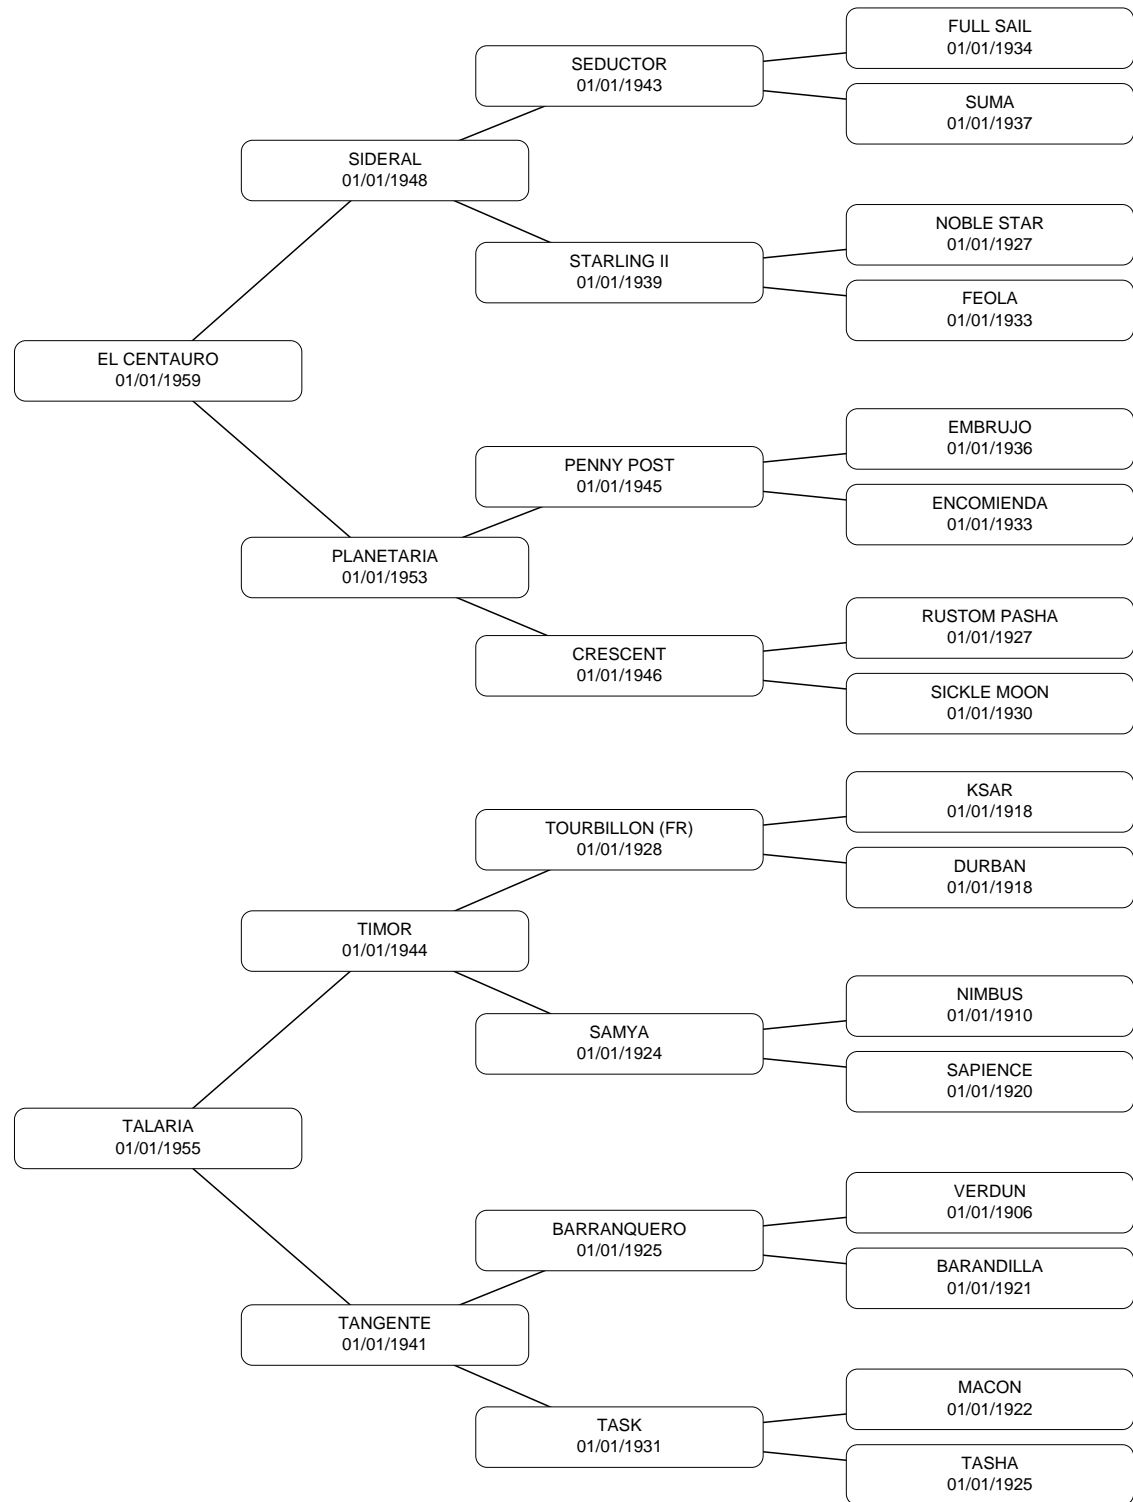 FULL SAIL
01/01/1934
SEDUCTOR
01/01/1943
SUMA
01/01/1937
SIDERAL
01/01/1948
NOBLE STAR
01/01/1927
STARLING II
01/01/1939
FEOLA
01/01/1933
EL CENTAURO
01/01/1959
EMBRUJO
01/01/1936
PENNY POST
01/01/1945
ENCOMIENDA
01/01/1933
PLANETARIA
01/01/1953
RUSTOM PASHA
01/01/1927
CRESCENT
01/01/1946
SICKLE MOON
01/01/1930
KSAR
01/01/1918
TOURBILLON (FR)
01/01/1928
DURBAN
01/01/1918
TIMOR
01/01/1944
NIMBUS
01/01/1910
SAMYA
01/01/1924
SAPIENCE
01/01/1920
TALARIA
01/01/1955
VERDUN
01/01/1906
BARRANQUERO
01/01/1925
BARANDILLA
01/01/1921
TANGENTE
01/01/1941
MACON
01/01/1922
TASK
01/01/1931
TASHA
01/01/1925